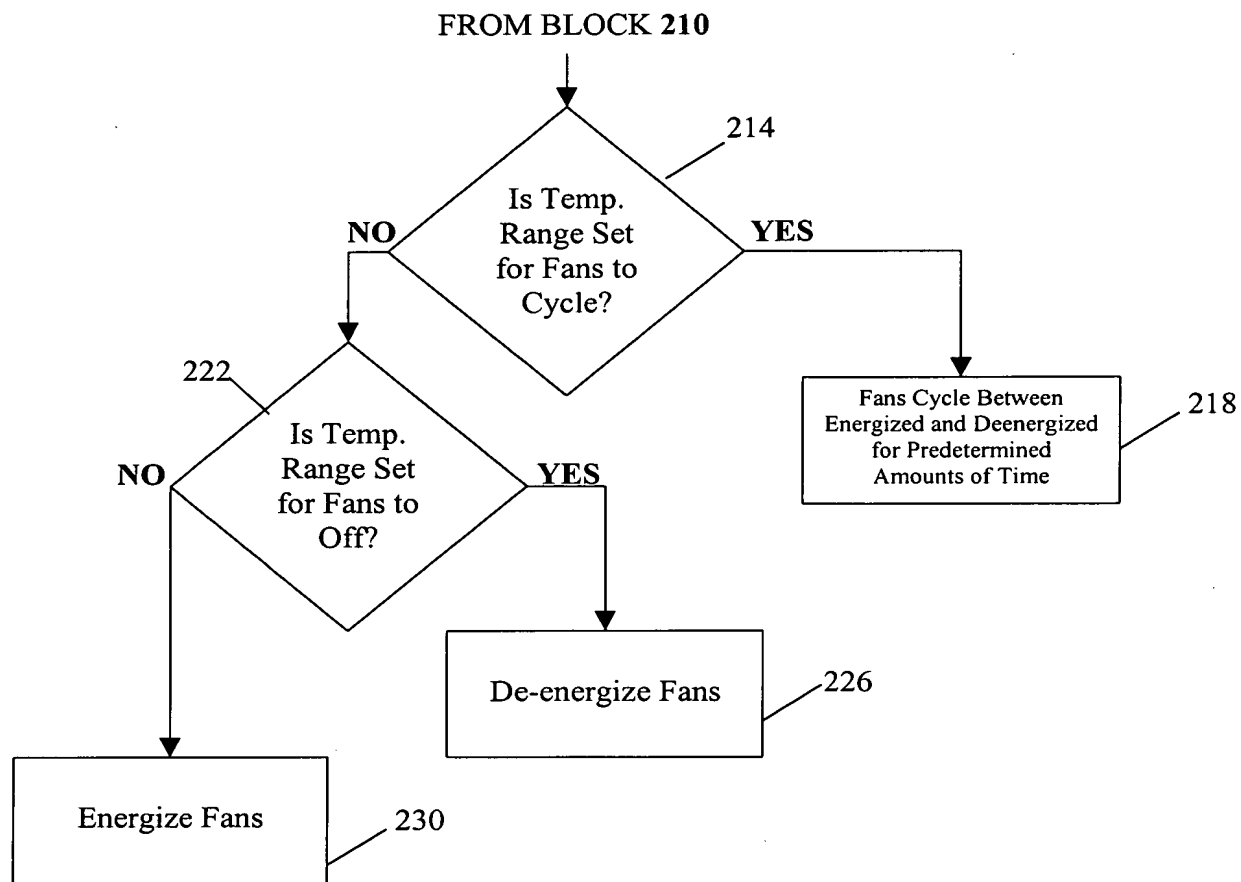 FROM BLOCK 210
214
Is Temp.
Range Set
for Fans to
Cycle?
NO
YES
222
Is Temp.
Range Set
for Fans to
Off?
NO
YES
Fans Cycle Between
Energized and Deenergized
for Predetermined
Amounts of Time
218
De-energize Fans
226
Energize Fans
230